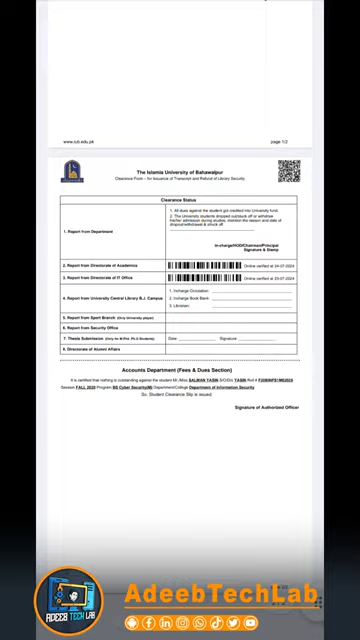 www.iub.edu.pk page 1/2
The Islamia University of Bahawalpur
Clearance Form – for Issuance of Transcript and Refund of Library Security
Clearance Status
1. Report from Department
1. All dues against the student got credited into University fund.
2. The University students dropped out/stuck off or withdraw
his/her admission during studies, mention the reason and date of
dropout/withdrawal & struck off.
In-charge/HOD/Chairman/Principal
Signature & Stamp
2. Report from Directorate of Academics Online verified at 24-07-2024
3. Report from Directorate of IT Office Online verified at 23-07-2024
4. Report from University Central Library B.J. Campus
1. Incharge Circulation:
2. Incharge Book Bank:
3. Librarian:
5. Report from Sport Branch (Only University player)
6. Report from Security Office
7. Thesis Submission (Only for M.Phil, Ph.D Students) Date: Signature:
8. Directorate of Alumni Affairs
Accounts Department (Fees & Dues Section)
It is certified that nothing is outstanding against the student Mr./Miss SALMAN YASIN S/O,D/o YASIN Roll #
Session FALL 2020 Program BS Cyber Security(M) Department/College Department of Information Security
So, Student Clearance Slip is issued.
Signature of Authorized Officer
ADEEB TECH LAB
AdeebTechLab